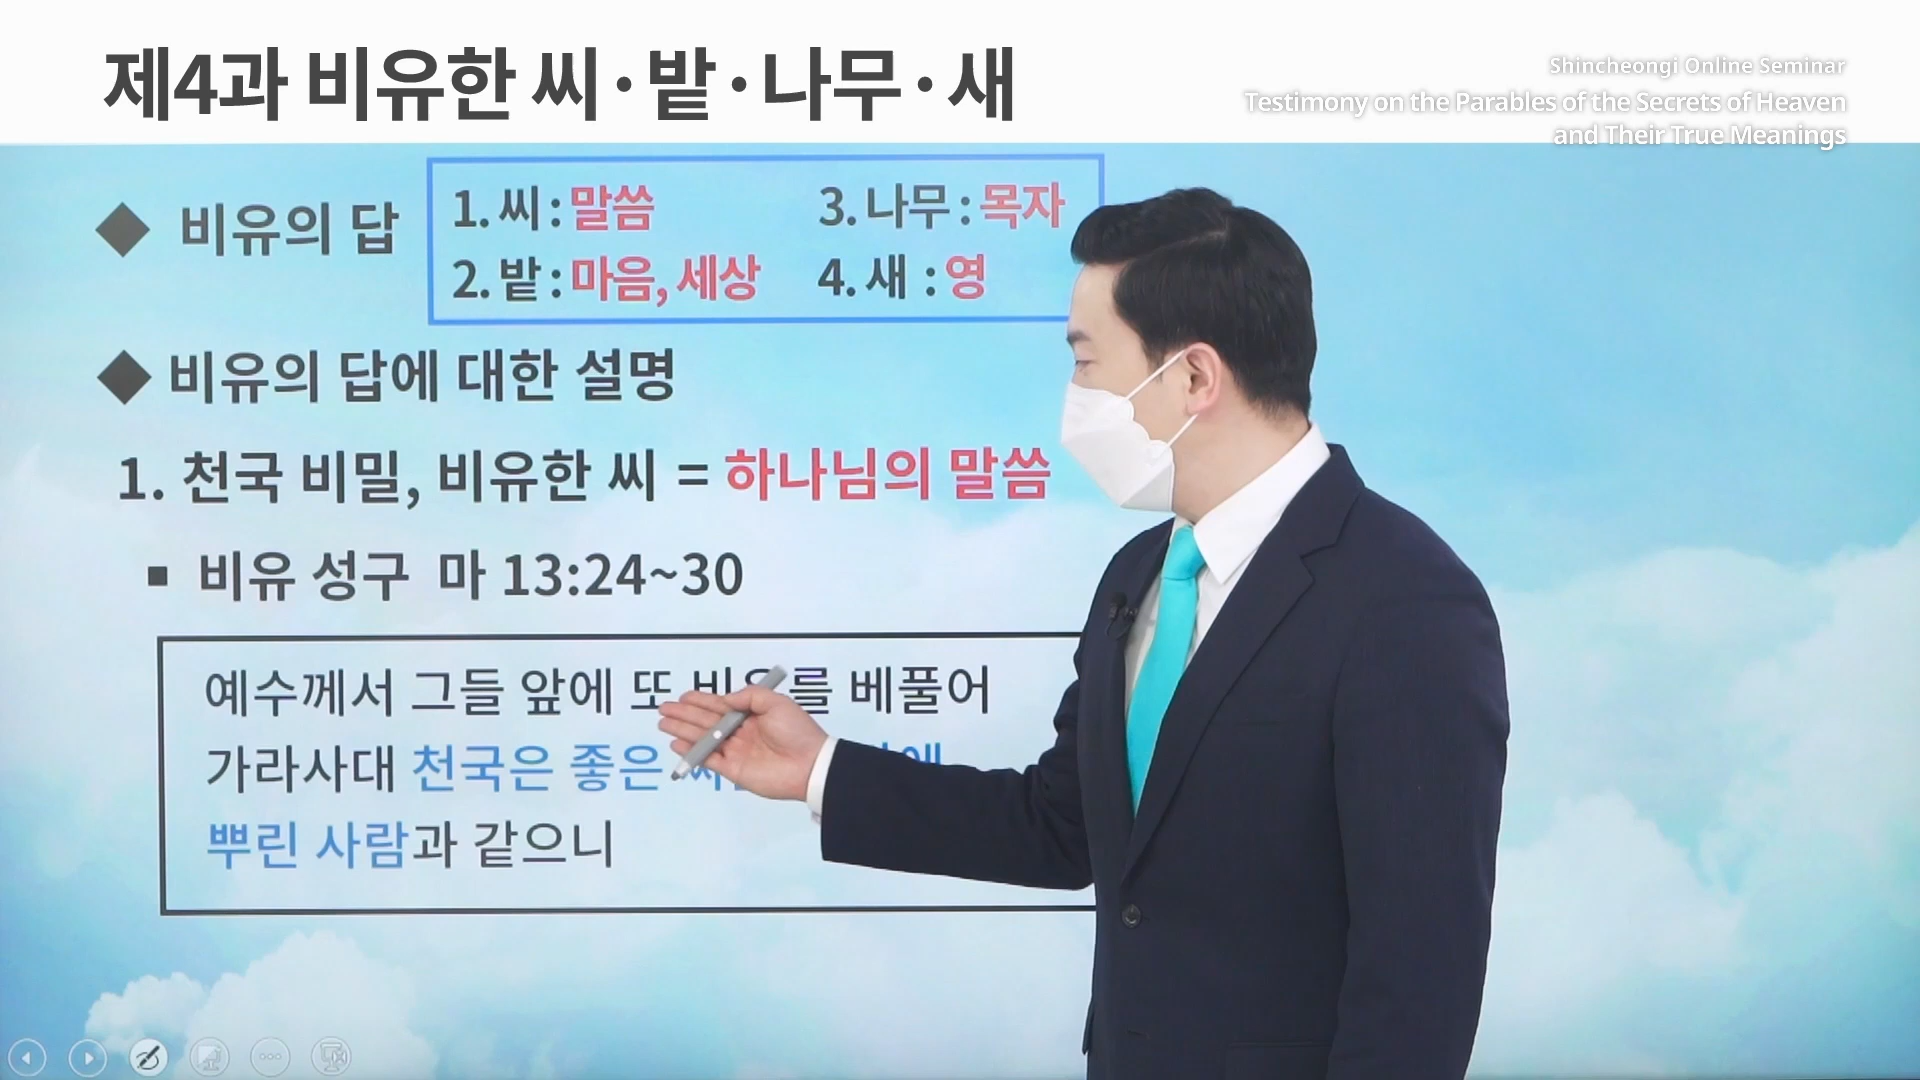 제4과 비유한 씨·밭·나무·새
Shincheongi Online Seminar
Testimony on the Parables of the Secrets of Heaven
and Their True Meanings
◆ 비유의 답
1. 씨 : 말씀
3. 나무 : 목자
2. 밭 : 마음, 세상
4. 새 : 영
◆ 비유의 답에 대한 설명
1. 천국 비밀, 비유한 씨 = 하나님의 말씀
▪ 비유 성구 마 13:24~30
예수께서 그들 앞에 또 비유를 베풀어
가라사대 천국은 좋은
뿌린 사람과 같으니